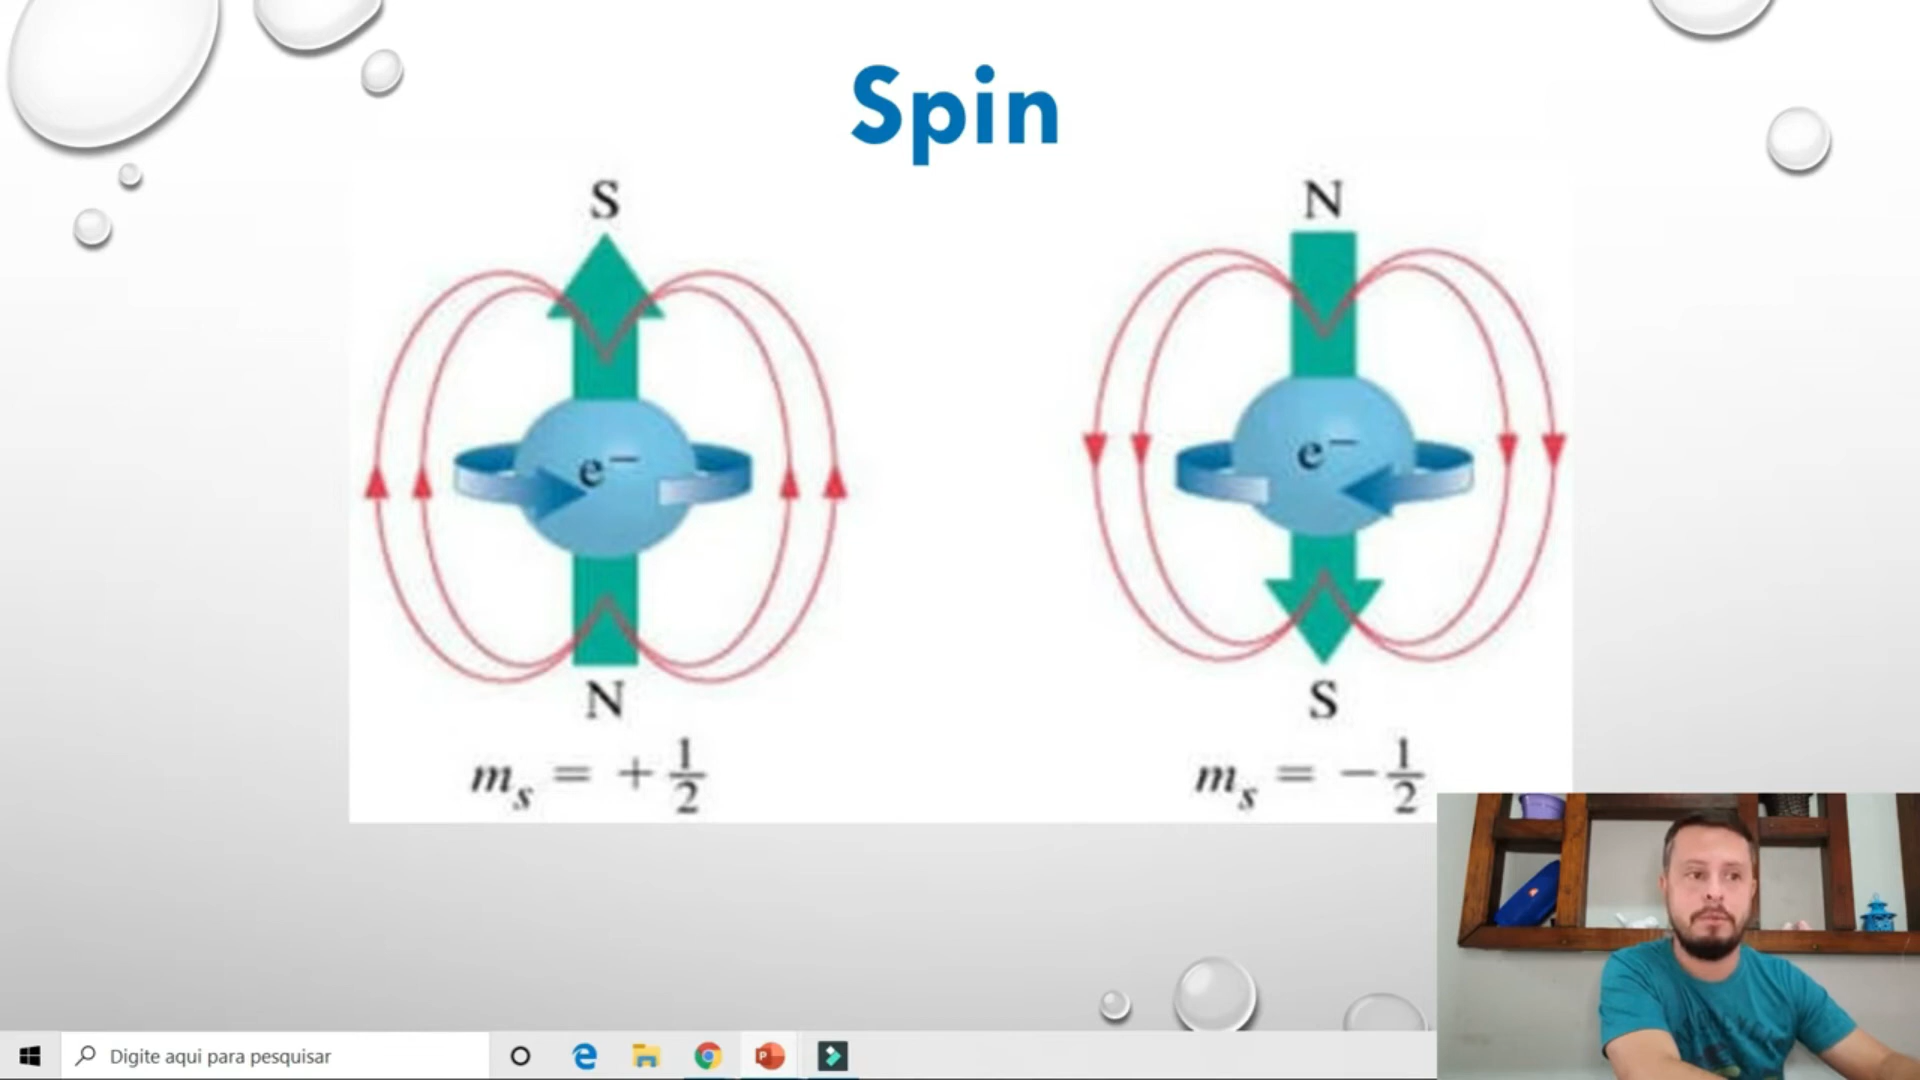 Spin
S
N
e⁻
e⁻
N
S
mₛ = + 1/2
mₛ = − 1/2
Digite aqui para pesquisar